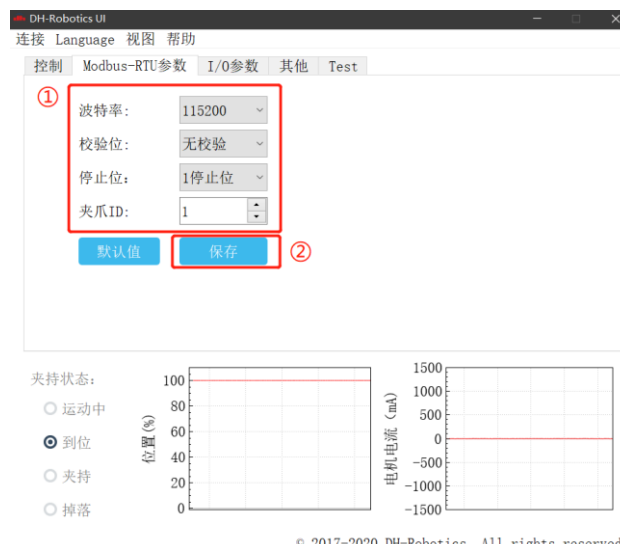 DH-Robotics UI
连接 Language 视图 帮助
控制 Modbus-RTU参数 I/O参数 其他 Test
①
波特率: 115200
校验位: 无校验
停止位: 1停止位
夹爪ID: 1
默认值 保存 ②
夹持状态:
运动中
到位
夹持
掉落
位置(%)
100
80
60
40
20
0
电机电流 (mA)
1500
1000
500
0
-500
-1000
-1500
© 2017-2020 DH-Robotics. All rights reserved